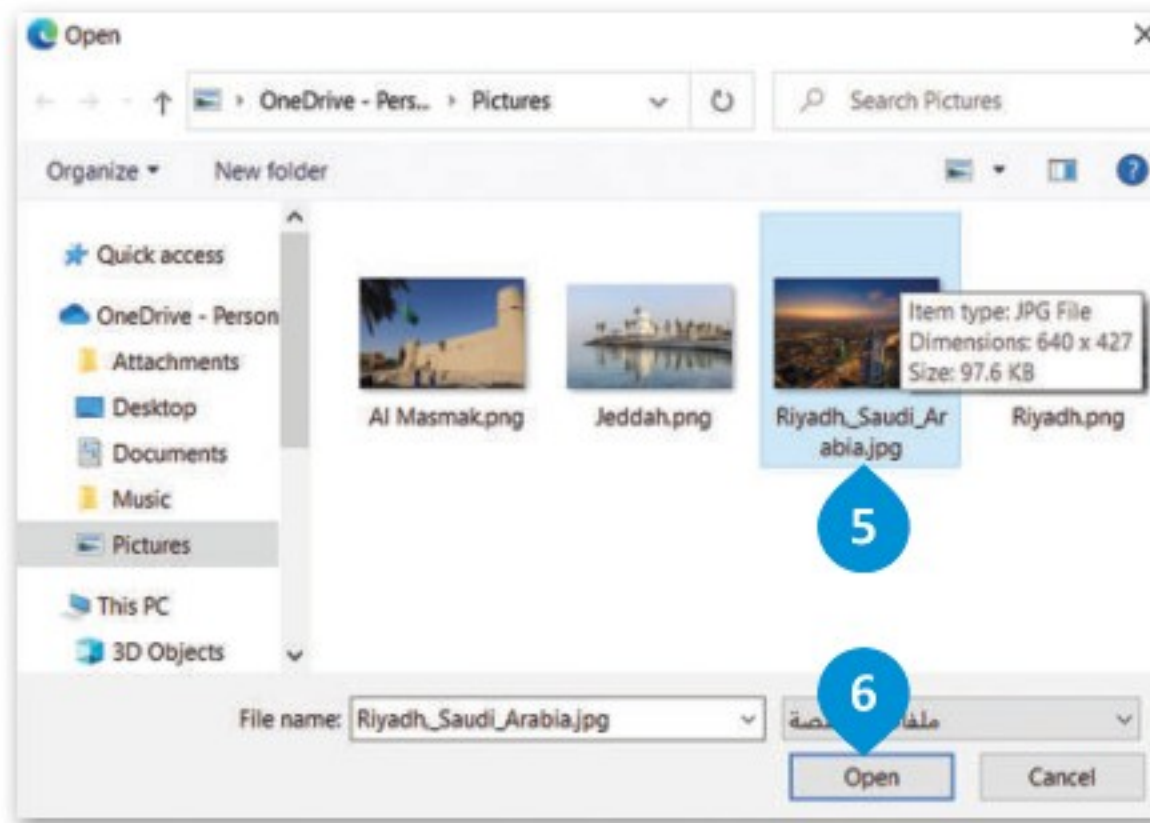 Open
OneDrive - Pers... › Pictures
Search Pictures
Organize
New folder
Quick access
OneDrive - Person
Attachments
Desktop
Documents
Music
Pictures
This PC
3D Objects
Al Masmak.png
Jeddah.png
Riyadh_Saudi_Ar
abia.jpg
Riyadh.png
Item type: JPG File
Dimensions: 640 x 427
Size: 97.6 KB
5
6
File name: Riyadh_Saudi_Arabia.jpg
Open
Cancel